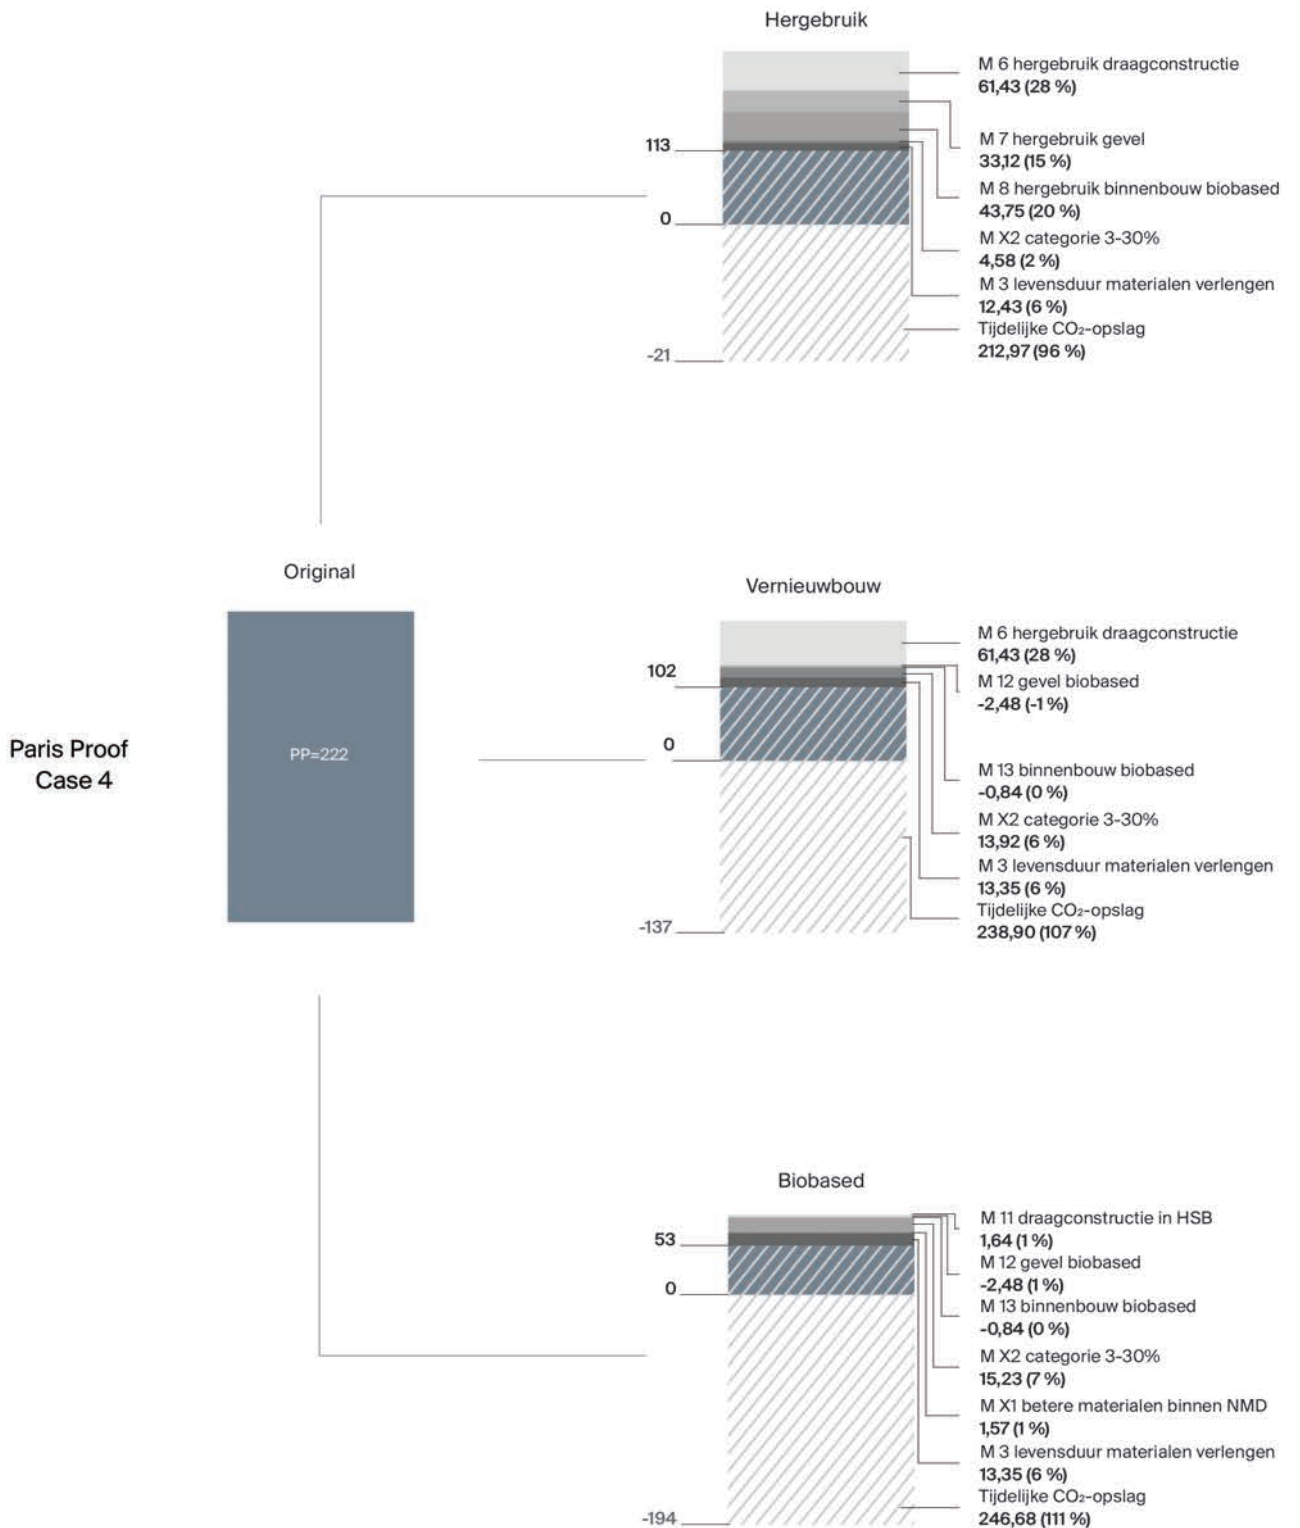 Hergebruik
M 6 hergebruik draagconstructie
61,43 (28 %)
M 7 hergebruik gevel
33,12 (15 %)
M 8 hergebruik binnenbouw biobased
43,75 (20 %)
M X2 categorie 3-30%
4,58 (2 %)
M 3 levensduur materialen verlengen
12,43 (6 %)
Tijdelijke CO₂-opslag
212,97 (96 %)
113
0
-21
Original
PP=222
Paris Proof
Case 4
Vernieuwbouw
M 6 hergebruik draagconstructie
61,43 (28 %)
M 12 gevel biobased
-2,48 (-1 %)
M 13 binnenbouw biobased
-0,84 (0 %)
M X2 categorie 3-30%
13,92 (6 %)
M 3 levensduur materialen verlengen
13,35 (6 %)
Tijdelijke CO₂-opslag
238,90 (107 %)
102
0
-137
Biobased
M 11 draagconstructie in HSB
1,64 (1 %)
M 12 gevel biobased
-2,48 (1 %)
M 13 binnenbouw biobased
-0,84 (0 %)
M X2 categorie 3-30%
15,23 (7 %)
M X1 betere materialen binnen NMD
1,57 (1 %)
M 3 levensduur materialen verlengen
13,35 (6 %)
Tijdelijke CO₂-opslag
246,68 (111 %)
53
0
-194